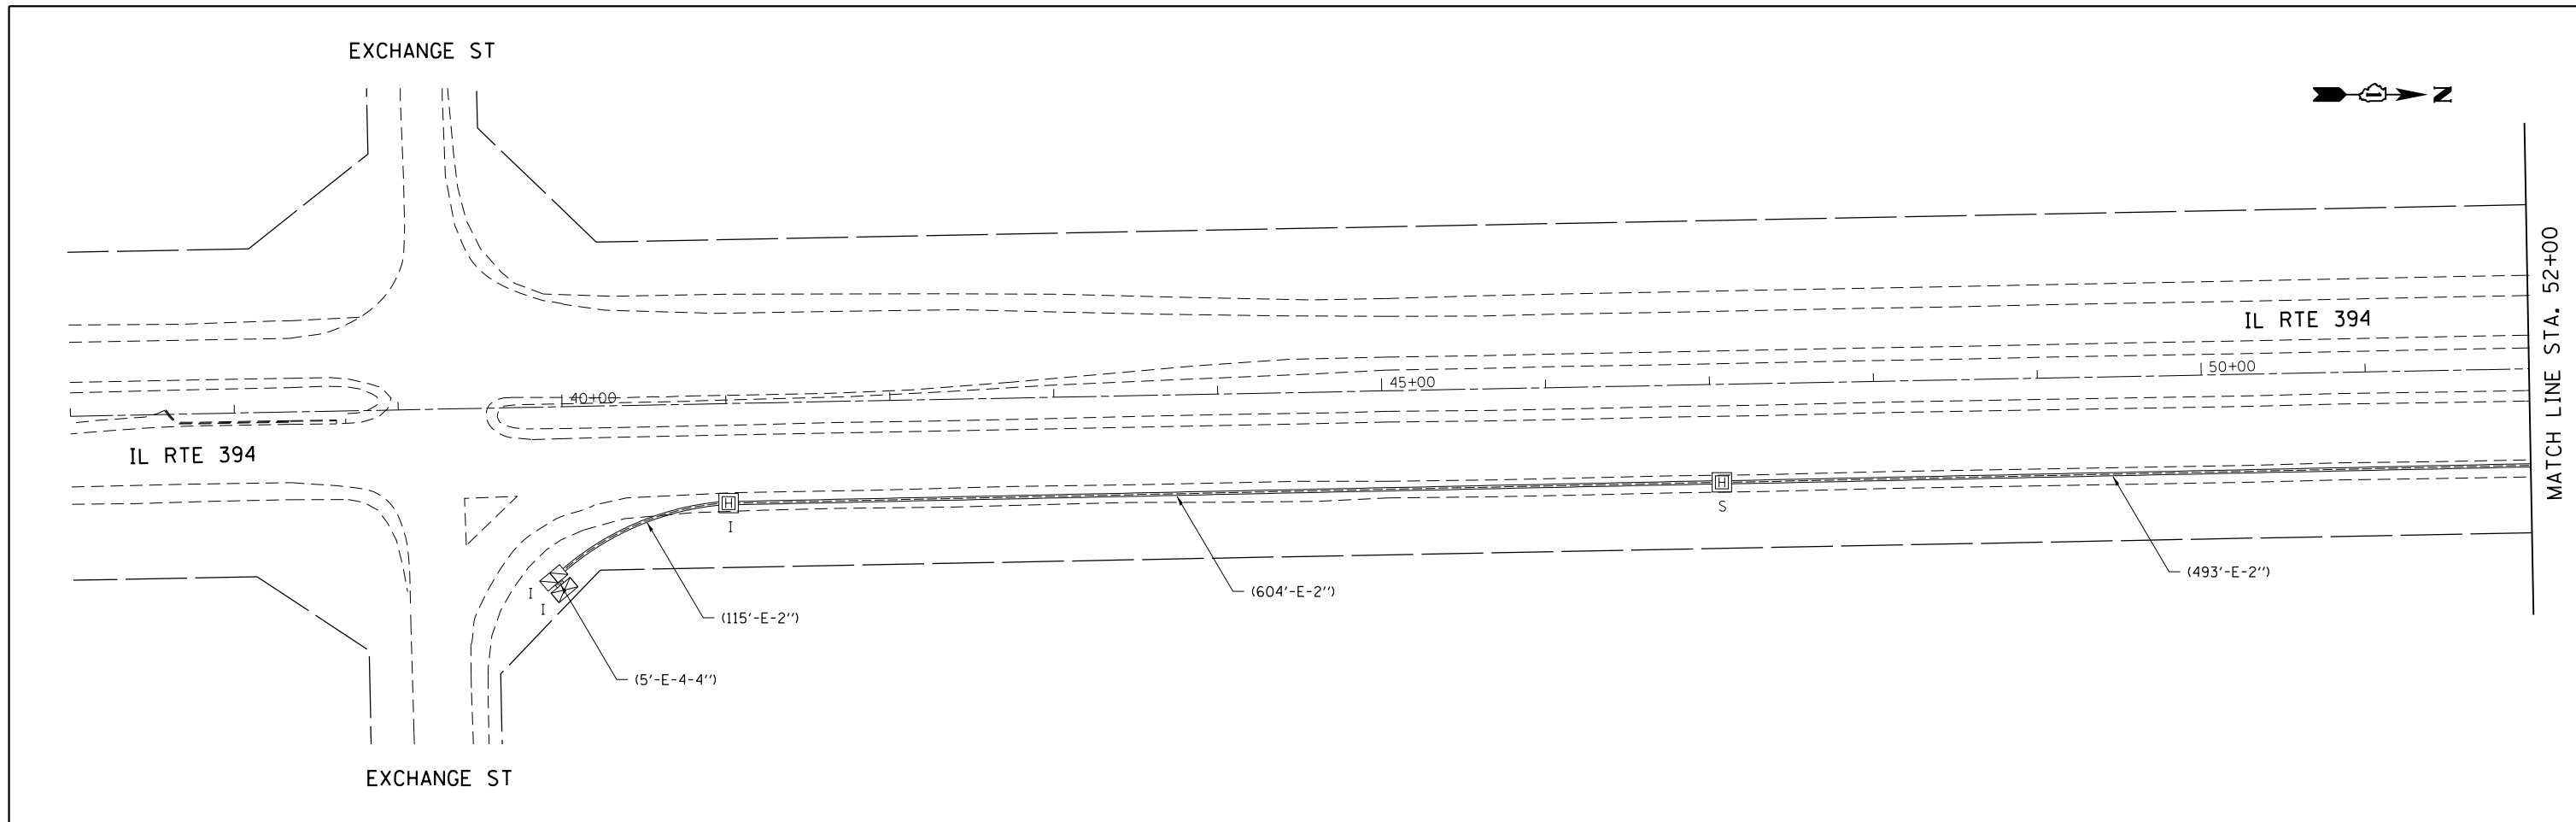 EXCHANGE ST
N
IL RTE 394
MATCH LINE STA. 52+00
50+00
45+00
40+00
IL RTE 394
H
H
S
I
(493'-E-2'')
(604'-E-2'')
I
I
(115'-E-2'')
(5'-E-4-4'')
EXCHANGE ST